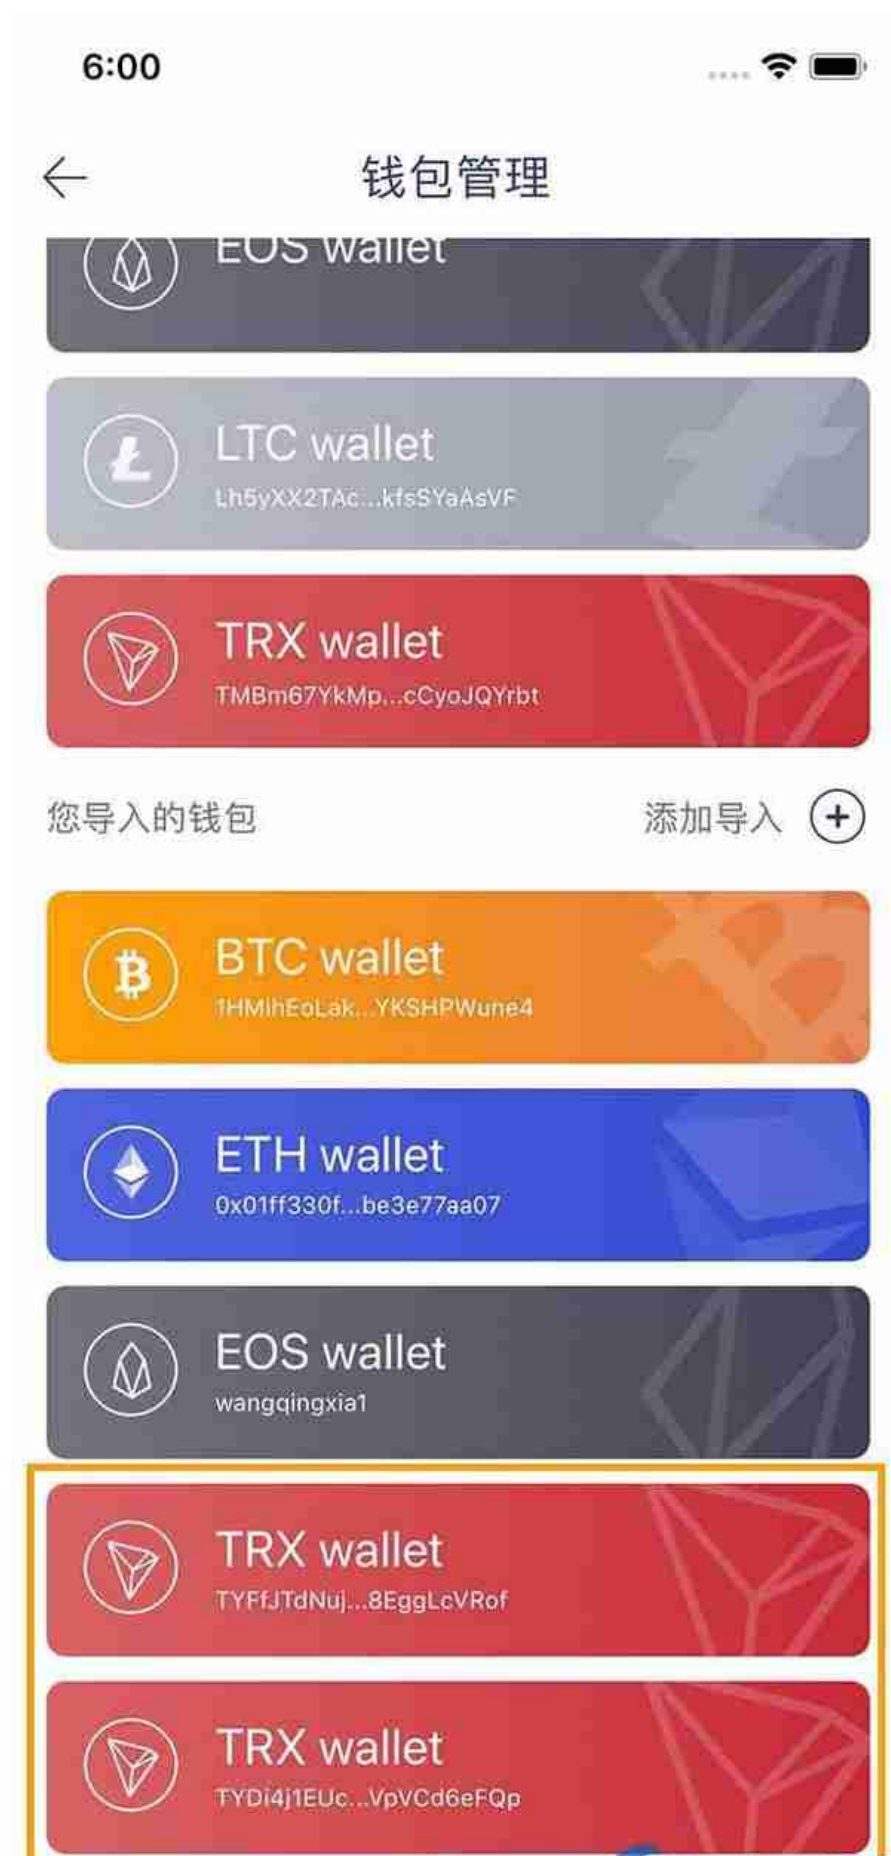 6:00
钱包管理
EOS wallet
LTC wallet
Lh5yXX2TAc...kfsSYaAsVF
TRX wallet
TMBm67YkMp...cCyoJQYrbt
您导入的钱包 添加导入
BTC wallet
1HMihEoLak...YKSHPWune4
ETH wallet
0x01ff330f...be3e77aa07
EOS wallet
wangqingxia1
TRX wallet
TYFfJTdNuj...8EggLcVRof
TRX wallet
TYDi4j1EUc...VpVCd6eFQp